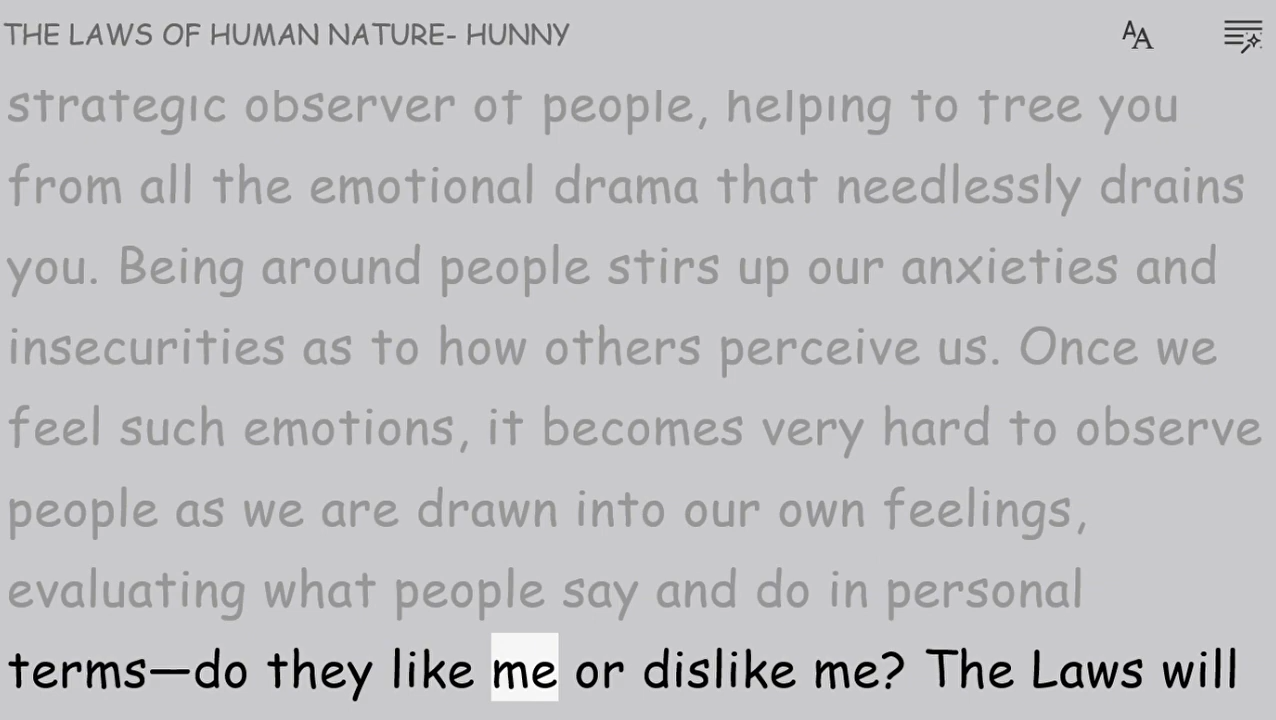 THE LAWS OF HUMAN NATURE- HUNNY
AA
strategic observer of people, helping to free you
from all the emotional drama that needlessly drains
you. Being around people stirs up our anxieties and
insecurities as to how others perceive us. Once we
feel such emotions, it becomes very hard to observe
people as we are drawn into our own feelings,
evaluating what people say and do in personal
terms—do they like me or dislike me? The Laws will